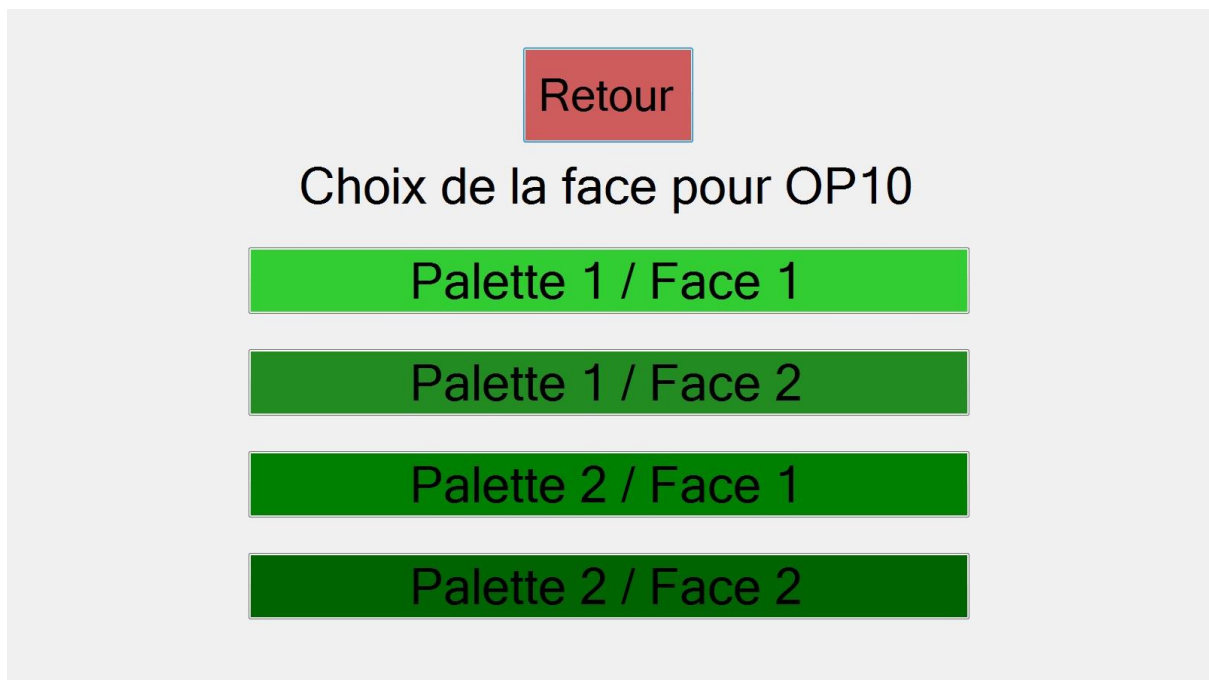 Retour
Choix de la face pour OP10
Palette 1 / Face 1
Palette 1 / Face 2
Palette 2 / Face 1
Palette 2 / Face 2